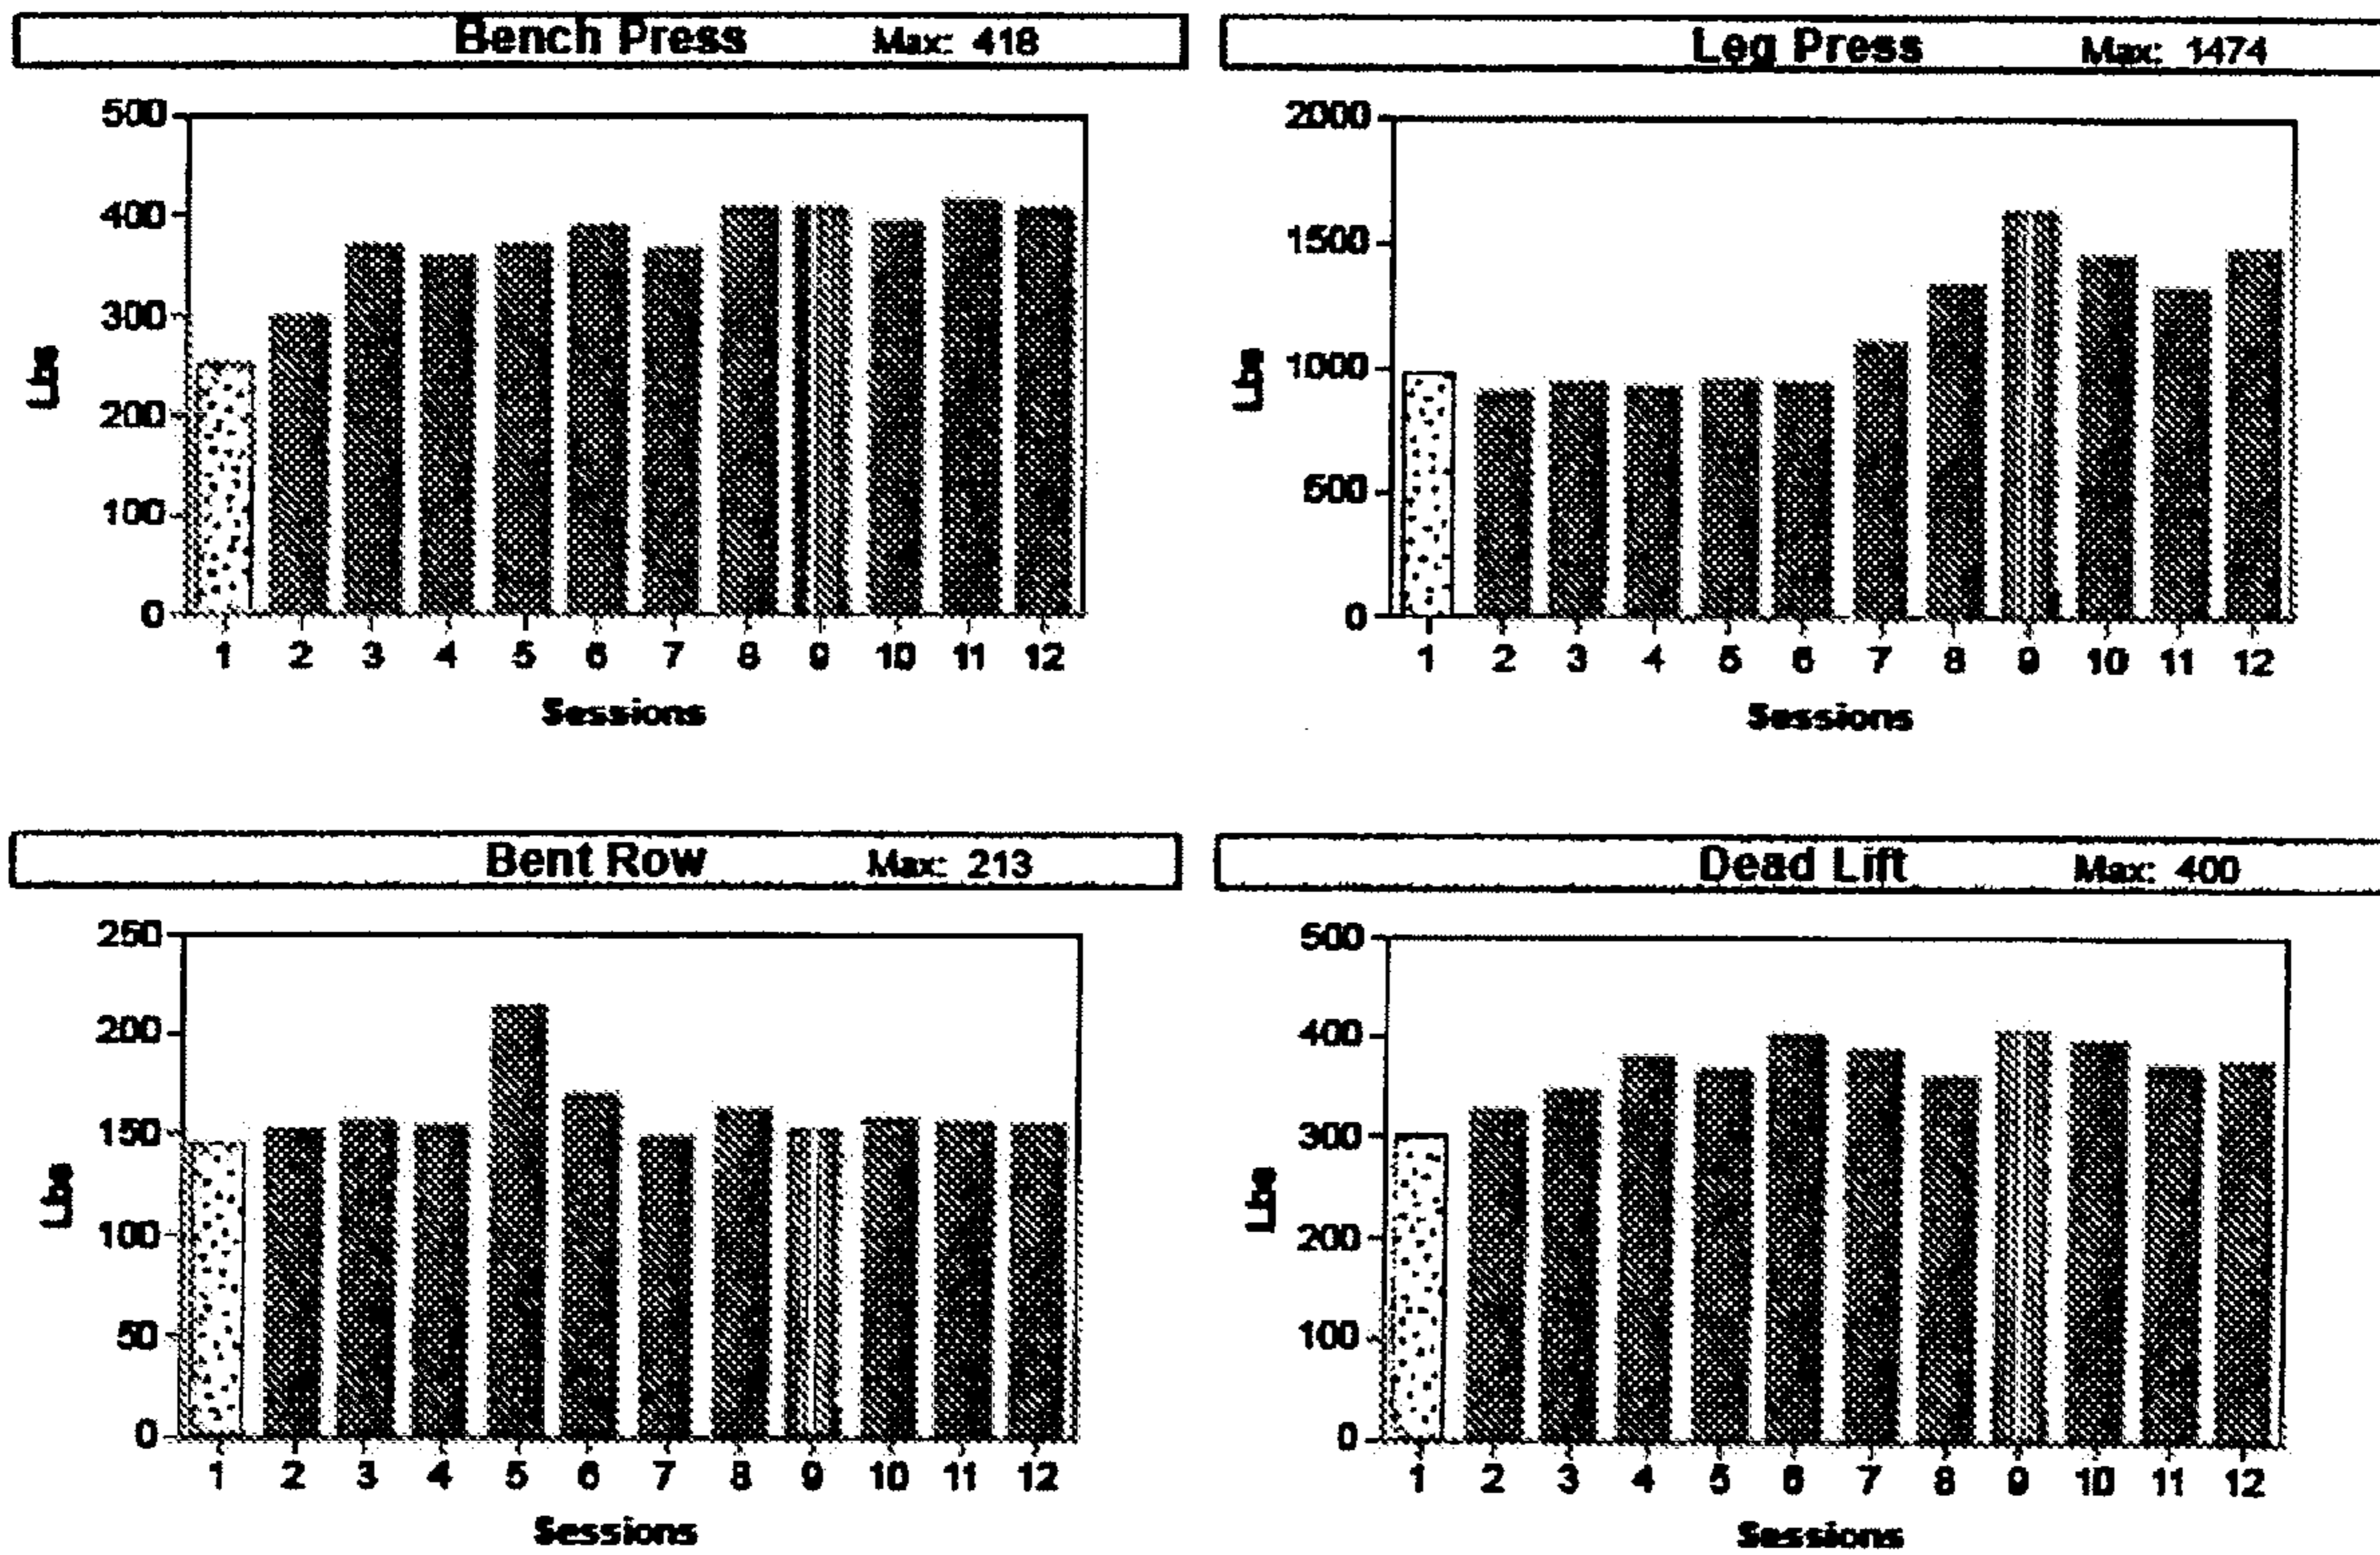 Bench Press Max: 418
500
400
300
200
100
0
Lbs
1 2 3 4 5 6 7 8 9 10 11 12
Sessions
Leg Press Max: 1474
2000
1500
1000
500
0
Lbs
1 2 3 4 5 6 7 8 9 10 11 12
Sessions
Bent Row Max: 213
250
200
150
100
50
0
Lbs
1 2 3 4 5 6 7 8 9 10 11 12
Sessions
Dead Lift Max: 400
500
400
300
200
100
0
Lbs
1 2 3 4 5 6 7 8 9 10 11 12
Sessions